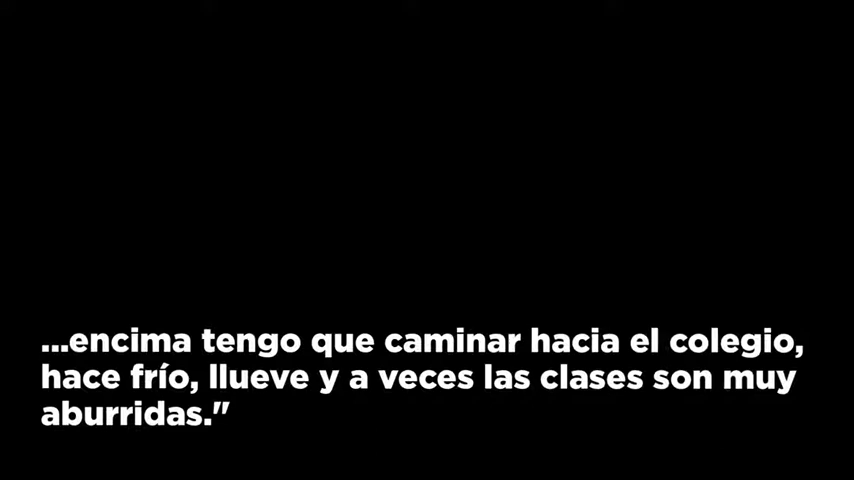 ...encima tengo que caminar hacia el colegio,
hace frío, llueve y a veces las clases son muy
aburridas."